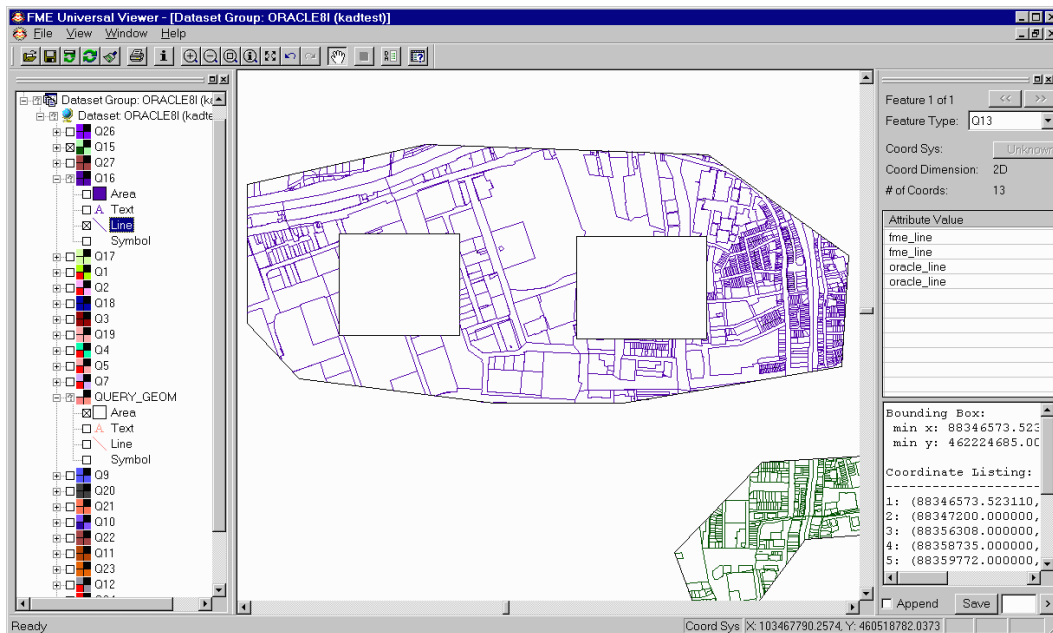 FME Universal Viewer - [Dataset Group: ORACLE8I (kadtest)]
File View Window Help
Dataset Group: ORACLE8I (ka
Dataset: ORACLE8I (kadte
Q26
Q15
Q27
Q16
Area
Text
Line
Symbol
Q17
Q1
Q2
Q18
Q3
Q19
Q4
Q5
Q7
QUERY_GEOM
Area
Text
Line
Symbol
Q9
Q20
Q21
Q10
Q22
Q11
Q23
Q12
Feature 1 of 1 << >>
Feature Type: Q13
Coord Sys: Unknown
Coord Dimension: 2D
# of Coords: 13
Attribute Value
fme_line
fme_line
oracle_line
oracle_line
Bounding Box:
min x: 88346573.523
min y: 462224685.00
Coordinate Listing:
-------------------
1: (88346573.523110,
2: (88347200.000000,
3: (88356308.000000,
4: (88358735.000000,
5: (88359772.000000,
Append Save >
Ready
Coord Sys X: 103467790.2574, Y: 460518782.0373